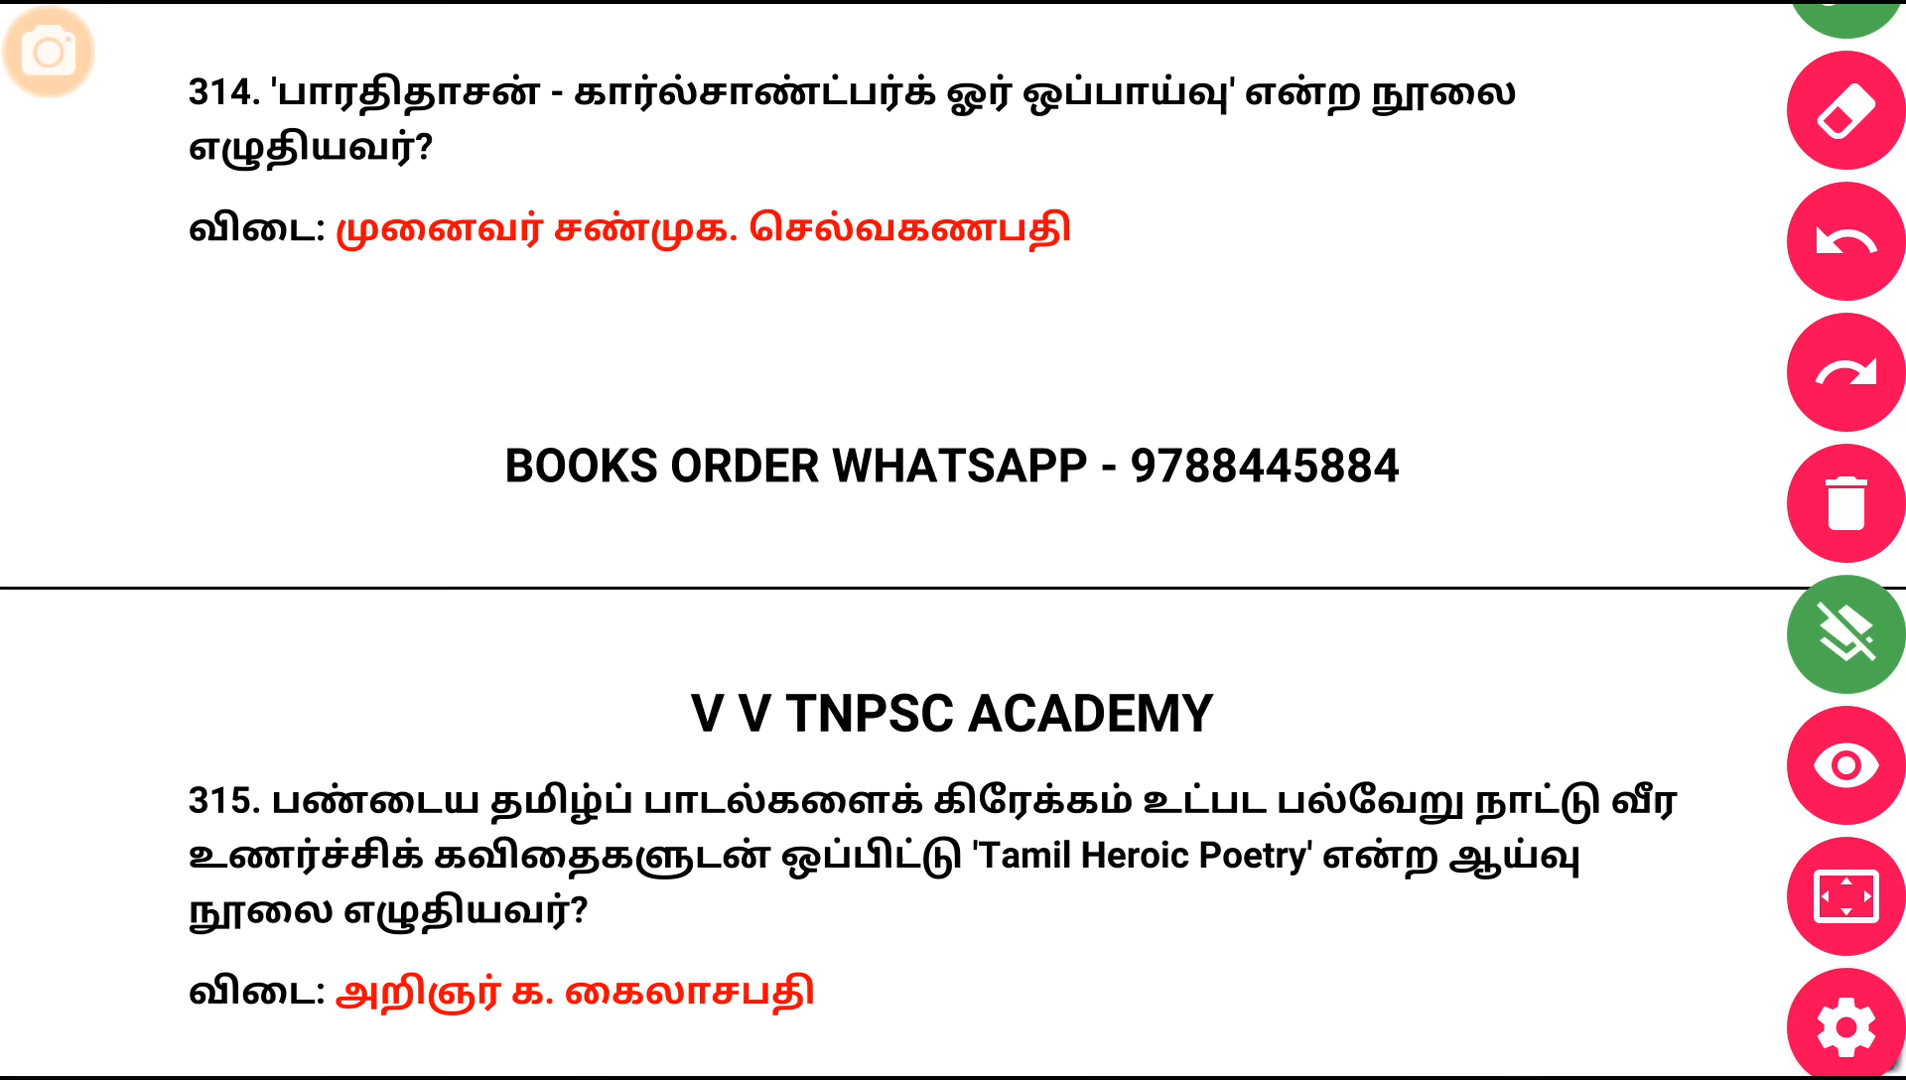 314. 'பாரதிதாசன் - கார்ல்சாண்ட்பர்க் ஓர் ஒப்பாய்வு' என்ற நூலை
எழுதியவர்?
விடை: முனைவர் சண்முக. செல்வகணபதி
BOOKS ORDER WHATSAPP - 9788445884
V V TNPSC ACADEMY
315. பண்டைய தமிழ்ப் பாடல்களைக் கிரேக்கம் உட்பட பல்வேறு நாட்டு வீர
உணர்ச்சிக் கவிதைகளுடன் ஒப்பிட்டு 'Tamil Heroic Poetry' என்ற ஆய்வு
நூலை எழுதியவர்?
விடை: அறிஞர் க. கைலாசபதி